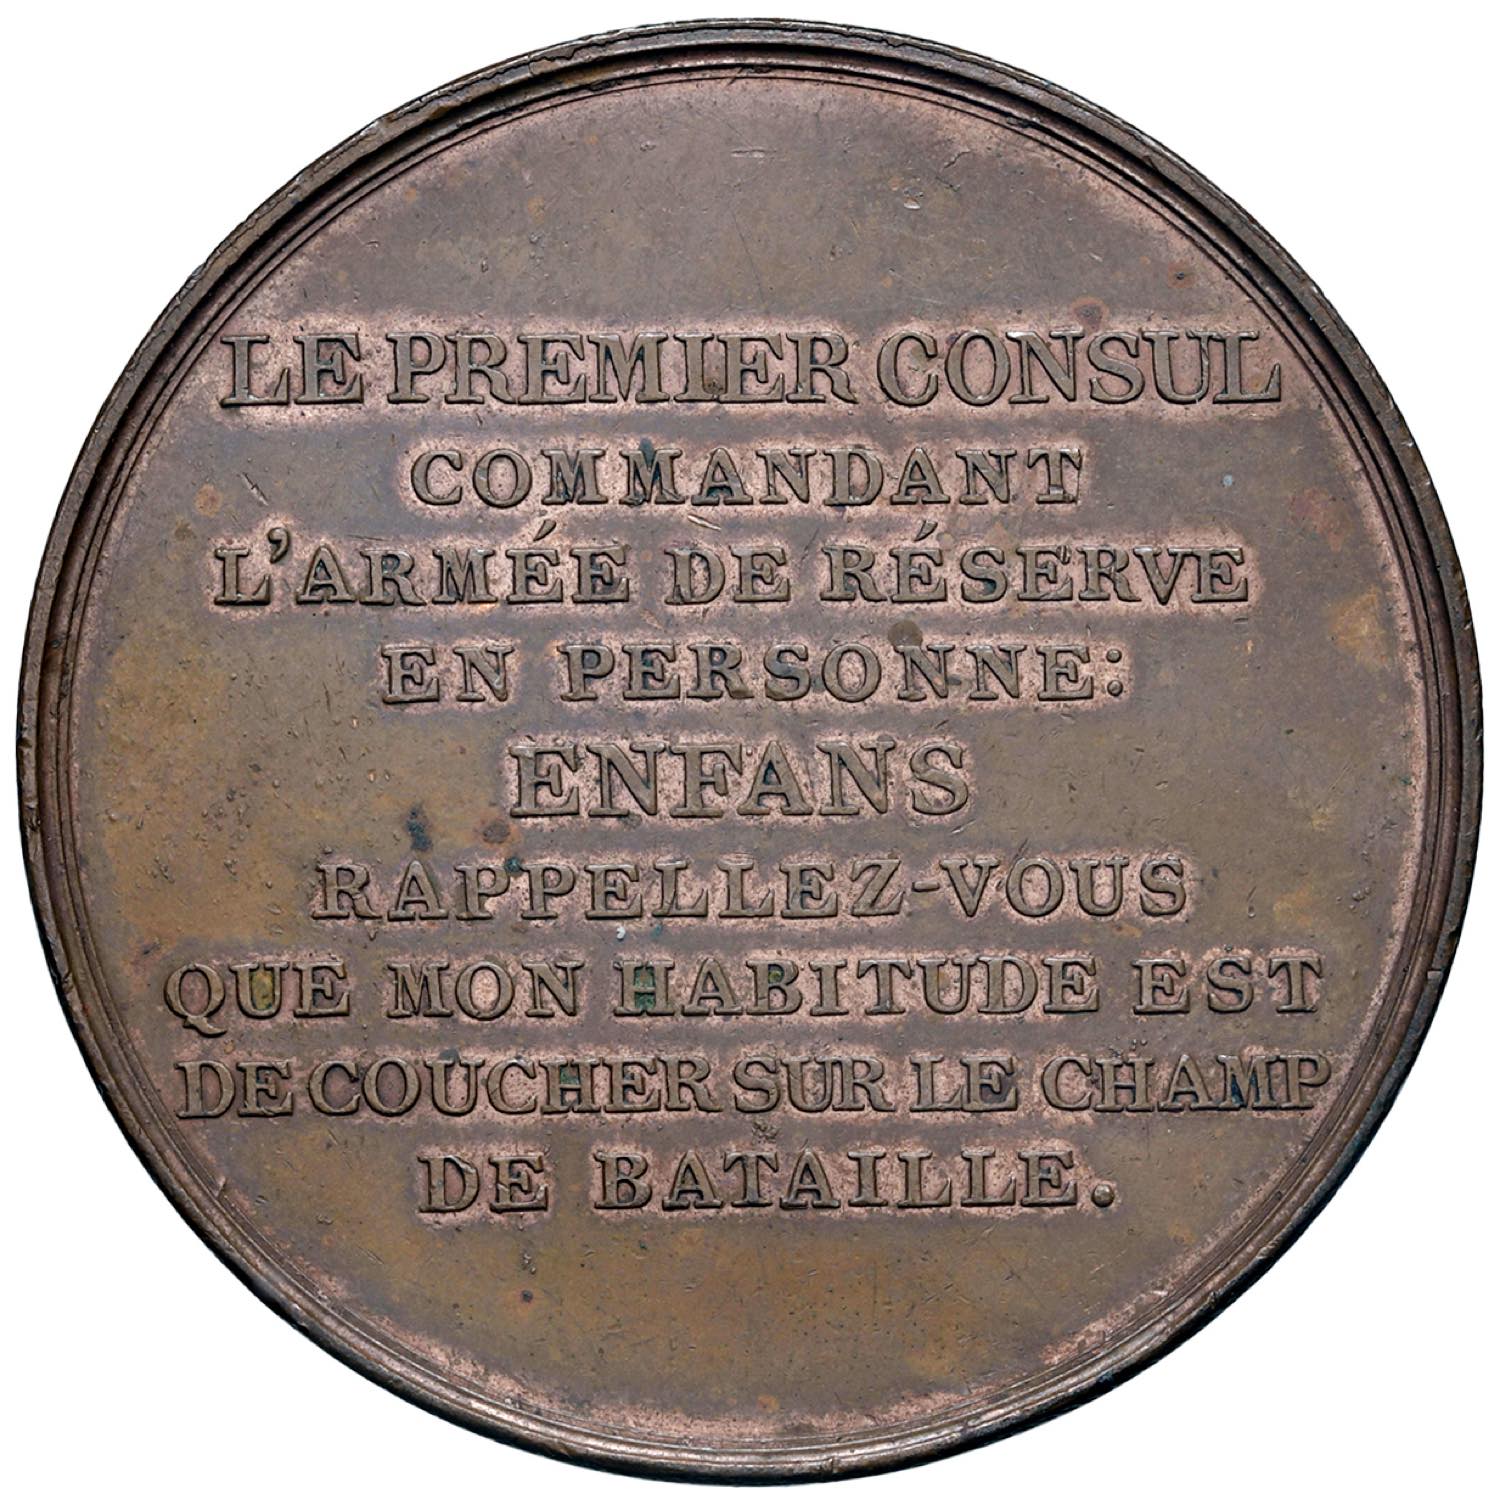 LE PREMIER CONSUL
COMMANDANT
L'ARMÉE DE RÉSERVE
EN PERSONNE:
ENFANS
RAPPELLEZ-VOUS
QUE MON HABITUDE EST
DE COUCHER SUR LE CHAMP
DE BATAILLE.